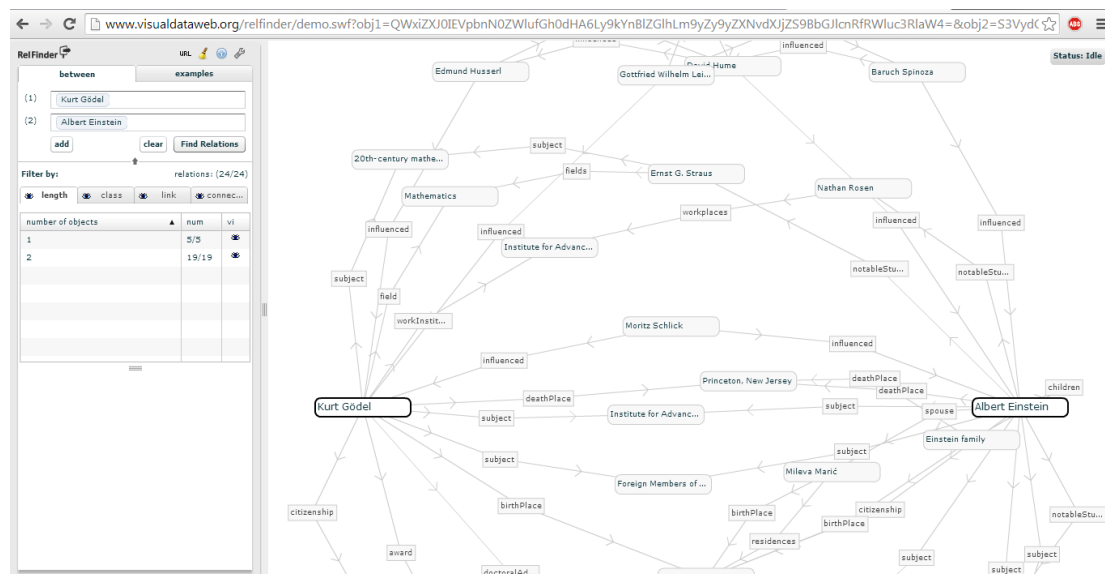 www.visualdataweb.org/relfinder/demo.swf?obj1=QWxiZXJ0IEVpbnN0ZWlufGh0dHA6Ly9kYnBlZGlhLm9yZy9yZXNvdXJjZS9BbGJlcnRfRWluc3RlaW4=&obj2=S3VydC
ABP
RelFinder
URL
between
examples
(1) Kurt Gödel
(2) Albert Einstein
add clear Find Relations
Filter by: relations: (24/24)
length class link connec...
number of objects num vi
1 5/5
2 19/19
Status: Idle
influenced
influenced
Edmund Husserl
David Hume
Gottfried Wilhelm Lei...
Baruch Spinoza
subject
20th-century mathe...
fields
Ernst G. Straus
Mathematics
Nathan Rosen
workplaces
influenced
influenced
influenced
influenced
Institute for Advanc...
subject
notableStu...
notableStu...
field
workInstit...
Moritz Schlick
influenced
influenced
Princeton, New Jersey
deathPlace
deathPlace
children
deathPlace
Kurt Gödel
subject
Institute for Advanc...
subject
spouse
Albert Einstein
Einstein family
subject
subject
Mileva Marić
Foreign Members of ...
citizenship
birthPlace
birthPlace
citizenship
birthPlace
notableStu...
residences
award
subject
subject
doctoralAd...
subject